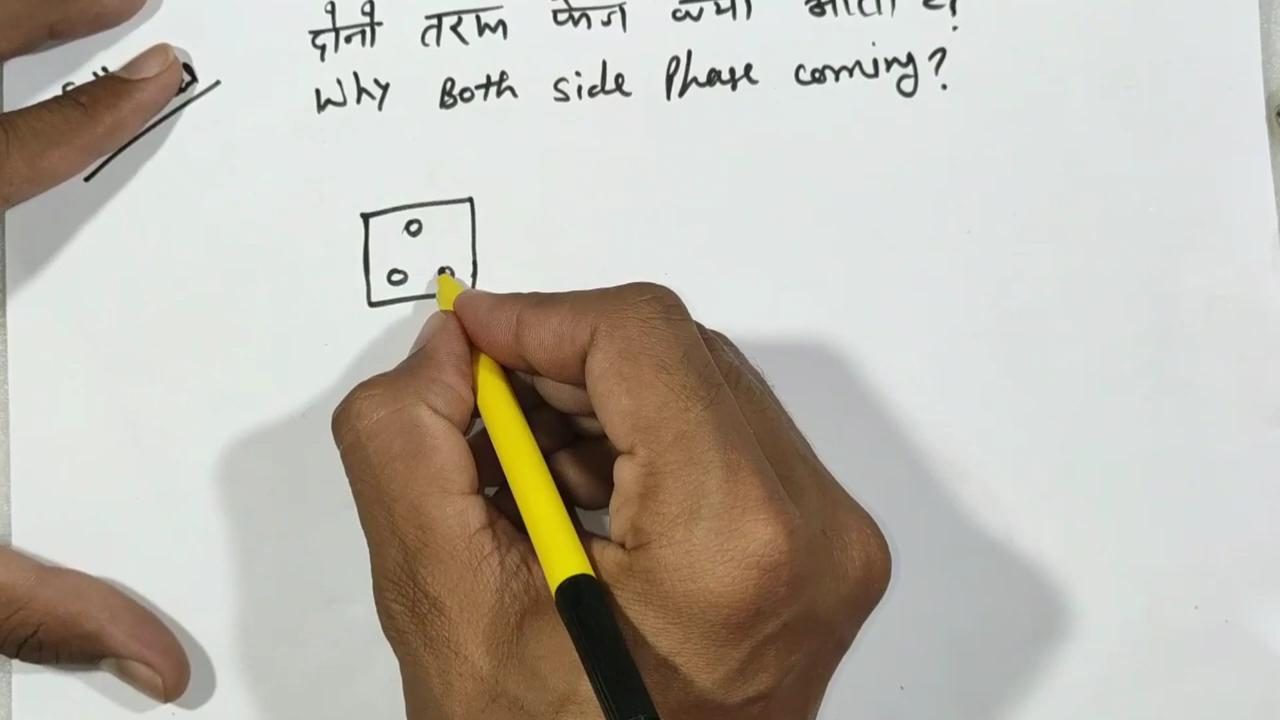 दोनो तरफ फेज क्यों आता है?
Why Both side Phase coming?